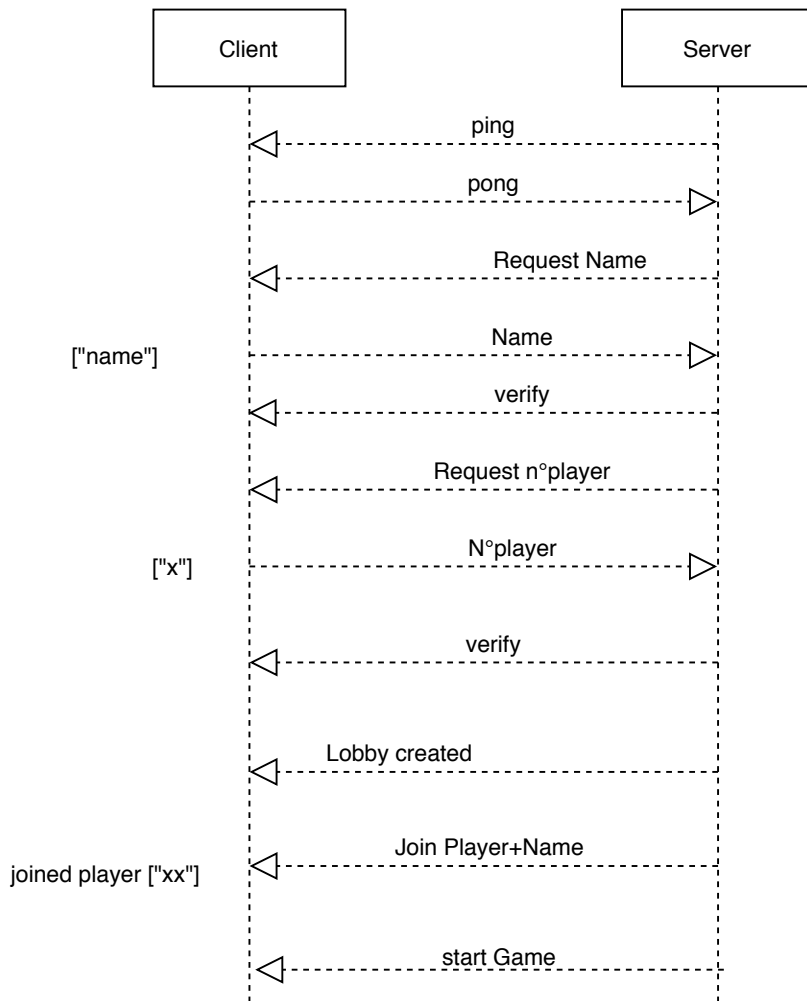 Client
Server
ping
pong
Request Name
Name
["name"]
verify
Request n°player
N°player
["x"]
verify
Lobby created
Join Player+Name
joined player ["xx"]
start Game